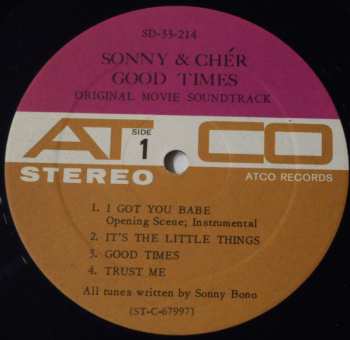 SD-33-214
SONNY & CHÉR
GOOD TIMES
ORIGINAL MOVIE SOUNDTRACK
ATCO
SIDE
1
STEREO
ATCO RECORDS
1. I GOT YOU BABE
Opening Scene; Instrumental
2. IT'S THE LITTLE THINGS
3. GOOD TIMES
4. TRUST ME
All tunes written by Sonny Bono
(ST-C-67997)